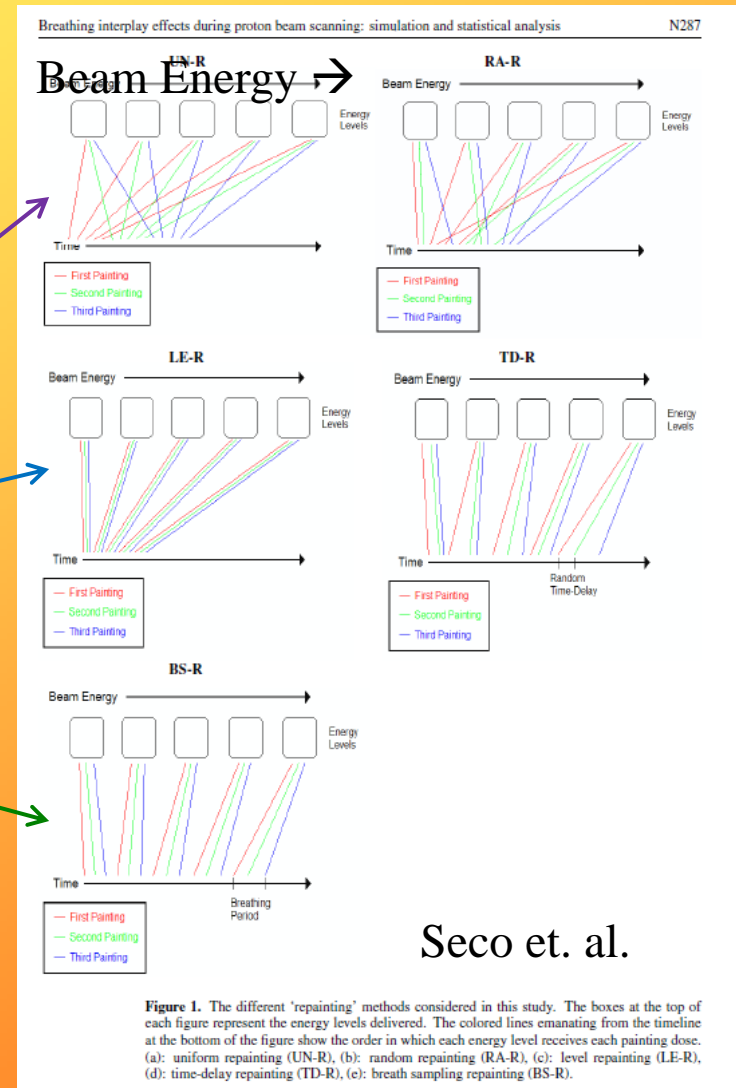 Breathing interplay effects during proton beam scanning: simulation and statistical analysis N287
UN-R
Beam Energy →
Beam Energy
Energy
Levels
Time
First Painting
Second Painting
Third Painting
RA-R
Beam Energy
Energy
Levels
Time
First Painting
Second Painting
Third Painting
LE-R
Beam Energy
Energy
Levels
Time
First Painting
Second Painting
Third Painting
TD-R
Beam Energy
Energy
Levels
Time
Random
Time-Delay
First Painting
Second Painting
Third Painting
BS-R
Beam Energy
Energy
Levels
Time
Breathing
Period
First Painting
Second Painting
Third Painting
Seco et. al.
Figure 1. The different ‘repainting’ methods considered in this study. The boxes at the top of
each figure represent the energy levels delivered. The colored lines emanating from the timeline
at the bottom of the figure show the order in which each energy level receives each painting dose.
(a): uniform repainting (UN-R), (b): random repainting (RA-R), (c): level repainting (LE-R),
(d): time-delay repainting (TD-R), (e): breath sampling repainting (BS-R).